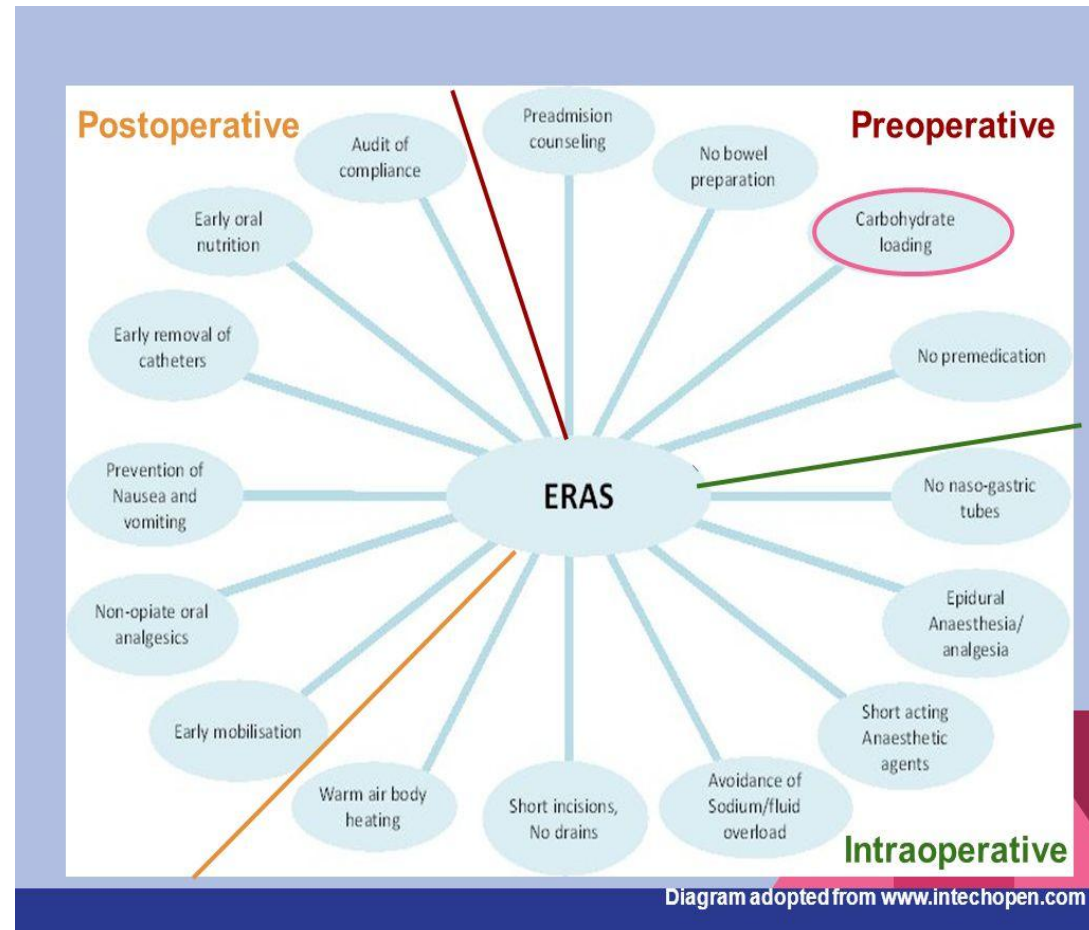 Postoperative
Preoperative
Preadmision
counseling
No bowel
preparation
Carbohydrate
loading
No premedication
No naso-gastric
tubes
Epidural
Anaesthesia/
analgesia
Short acting
Anaesthetic
agents
Intraoperative
Avoidance of
Sodium/fluid
overload
Short incisions,
No drains
Warm air body
heating
Early mobilisation
Non-opiate oral
analgesics
Prevention of
Nausea and
vomiting
Early removal of
catheters
Early oral
nutrition
Audit of
compliance
ERAS
Diagram adopted from www.intechopen.com